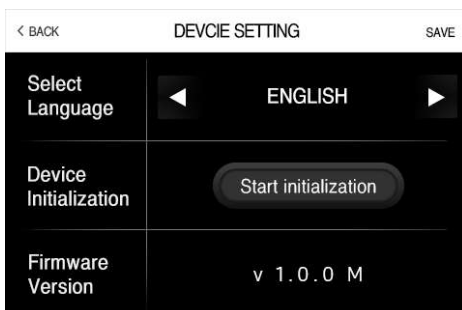 < BACK DEVCIE SETTING SAVE
Select
Language
ENGLISH
Device
Initialization
Start initialization
Firmware
Version
v 1.0.0 M